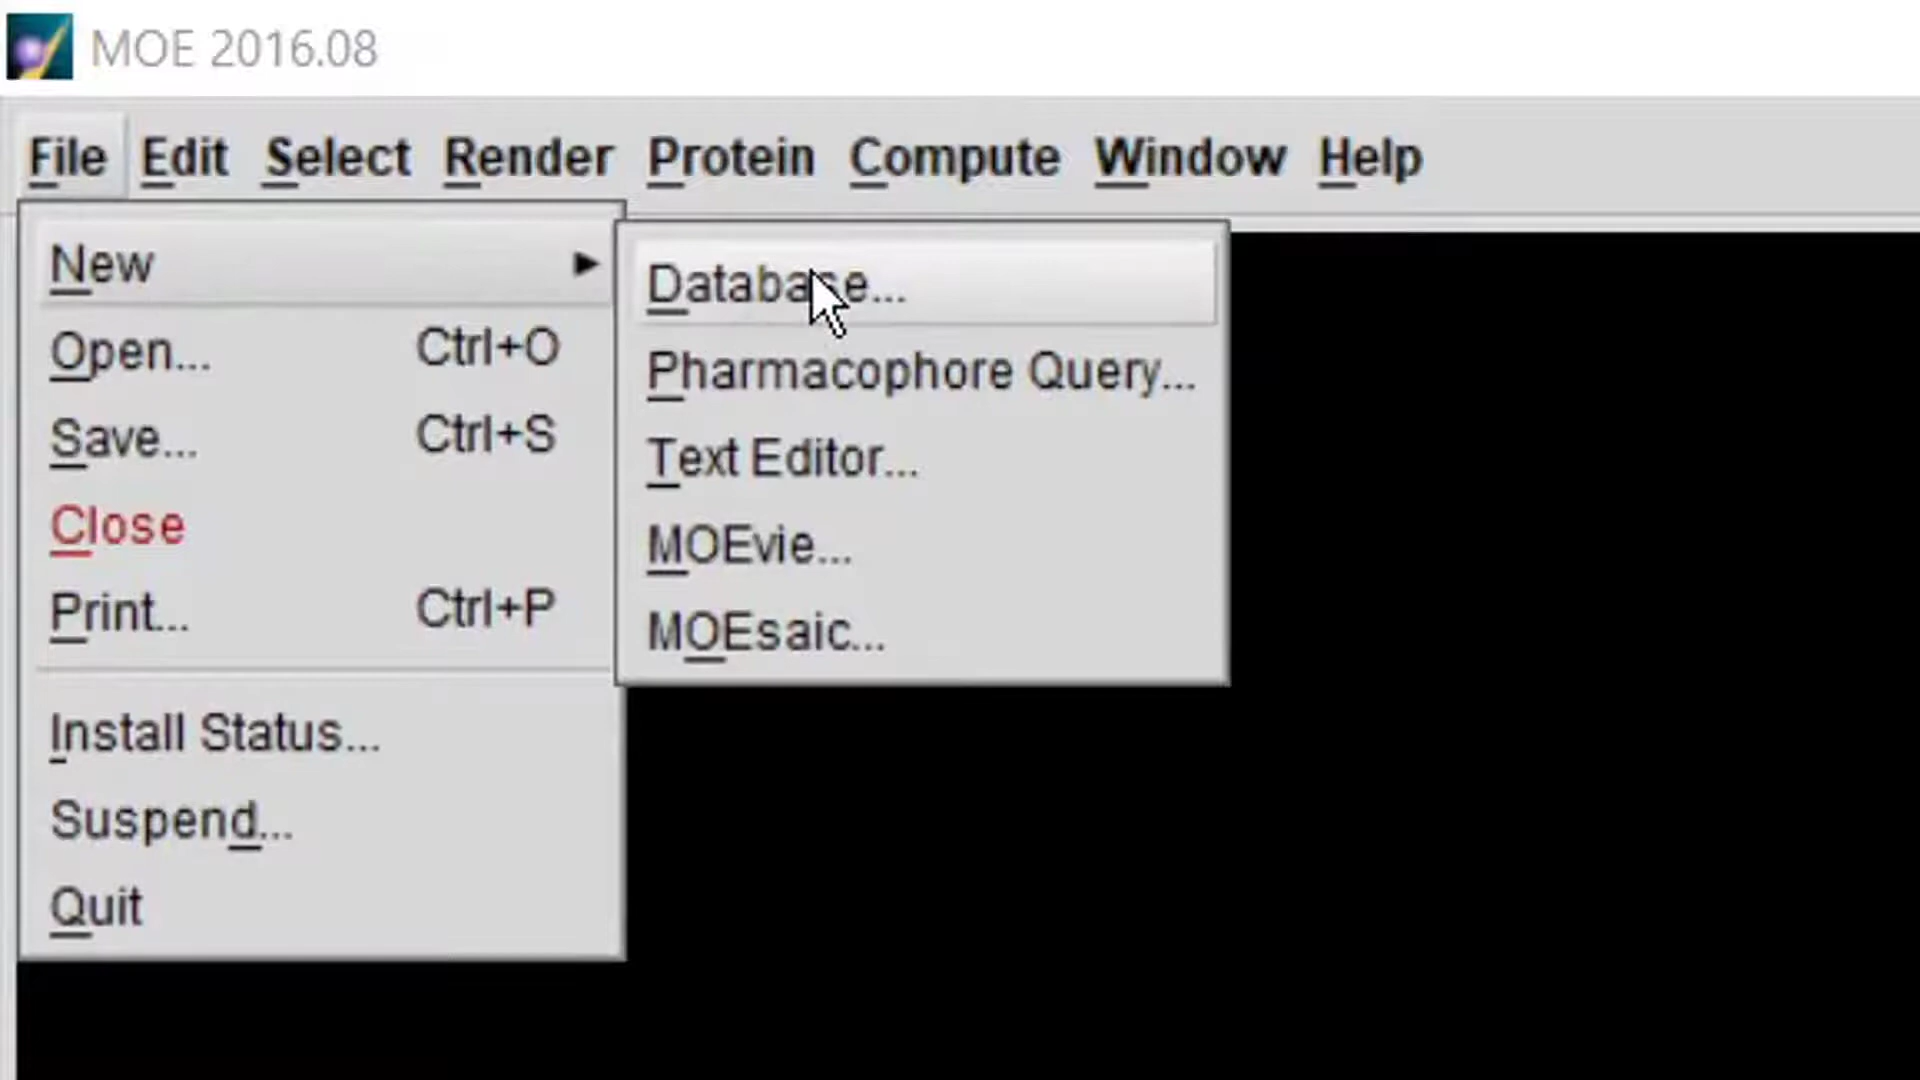 MOE 2016.08
File Edit Select Render Protein Compute Window Help
New
Open... Ctrl+O
Save... Ctrl+S
Close
Print... Ctrl+P
Install Status...
Suspend...
Quit
Database...
Pharmacophore Query...
Text Editor...
MOEvie...
MOEsaic...